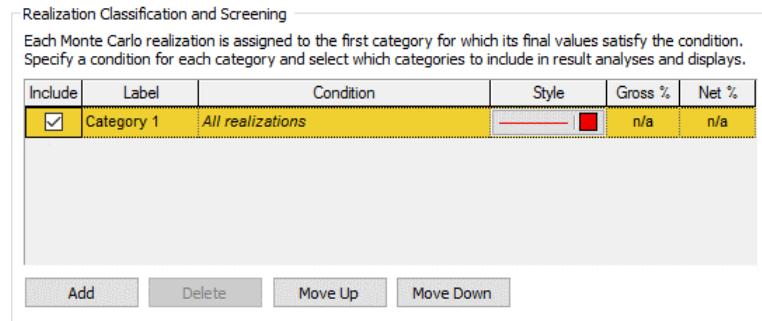 Realization Classification and Screening
Each Monte Carlo realization is assigned to the first category for which its final values satisfy the condition.
Specify a condition for each category and select which categories to include in result analyses and displays.
Include Label Condition Style Gross % Net %
Category 1 All realizations n/a n/a
Add Delete Move Up Move Down